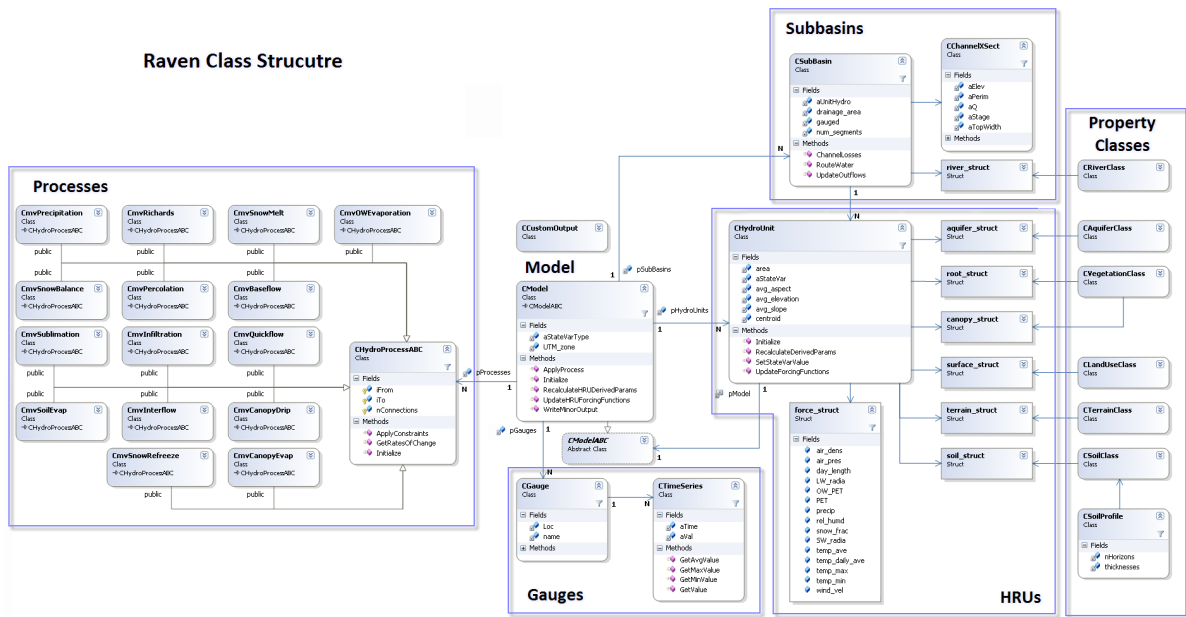 Raven Class Strucutre
Processes
CmvPrecipitation
Class
CHydroProcessABC
public
CmvRichards
Class
CHydroProcessABC
public
CmvSnowMelt
Class
CHydroProcessABC
public
CmvOWEvaporation
Class
CHydroProcessABC
public
public
CmvSnowBalance
Class
CHydroProcessABC
public
CmvPercolation
Class
CHydroProcessABC
public
CmvBaseflow
Class
CHydroProcessABC
CmvSublimation
Class
CHydroProcessABC
public
CmvInfiltration
Class
CHydroProcessABC
public
CmvQuickflow
Class
CHydroProcessABC
public
CmvSoilEvap
Class
CHydroProcessABC
CmvInterflow
Class
CHydroProcessABC
CmvCanopyDrip
Class
CHydroProcessABC
CmvSnowRefreeze
Class
CHydroProcessABC
public
CmvCanopyEvap
Class
CHydroProcessABC
public
CHydroProcessABC
Class
Fields
iFrom
iTo
nConnections
Methods
ApplyConstraints
GetRatesOfChange
Initialize
N
pProcesses
1
CCustomOutput
Class
Model
CModel
Class
CModelABC
Fields
aStateVarType
UTM_zone
Methods
ApplyProcess
Initialize
RecalculateHRUDerivedParams
UpdateHRUForcingFunctions
WriteMinorOutput
1
pSubBasins
N
1
pHydroUnits
N
pGauges
1
N
CModelABC
Abstract Class
pModel
1
1
Gauges
CGauge
Class
Fields
Loc
name
Methods
1
N
CTimeSeries
Class
Fields
aTime
aVal
Methods
GetAvgValue
GetMaxValue
GetMinValue
GetValue
Subbasins
CSubBasin
Class
Fields
aUnitHydro
drainage_area
gauged
num_segments
Methods
ChannelLosses
RouteWater
UpdateOutflows
CChannelXSect
Class
Fields
aElev
aPerim
aQ
aStage
aTopWidth
Methods
river_struct
Struct
1
N
HRUs
CHydroUnit
Class
Fields
area
aStateVar
avg_aspect
avg_elevation
avg_slope
centroid
Methods
Initialize
RecalculateDerivedParams
SetStateVarValue
UpdateForcingFunctions
force_struct
Struct
Fields
air_dens
air_pres
day_length
LW_radia
OW_PET
PET
precip
rel_humd
snow_frac
SW_radia
temp_ave
temp_daily_ave
temp_max
temp_min
wind_vel
aquifer_struct
Struct
root_struct
Struct
canopy_struct
Struct
surface_struct
Struct
terrain_struct
Struct
soil_struct
Struct
Property
Classes
CRiverClass
Class
CAquiferClass
Class
CVegetationClass
Class
CLandUseClass
Class
CTerrainClass
Class
CSoilClass
Class
CSoilProfile
Class
Fields
nHorizons
thicknesses